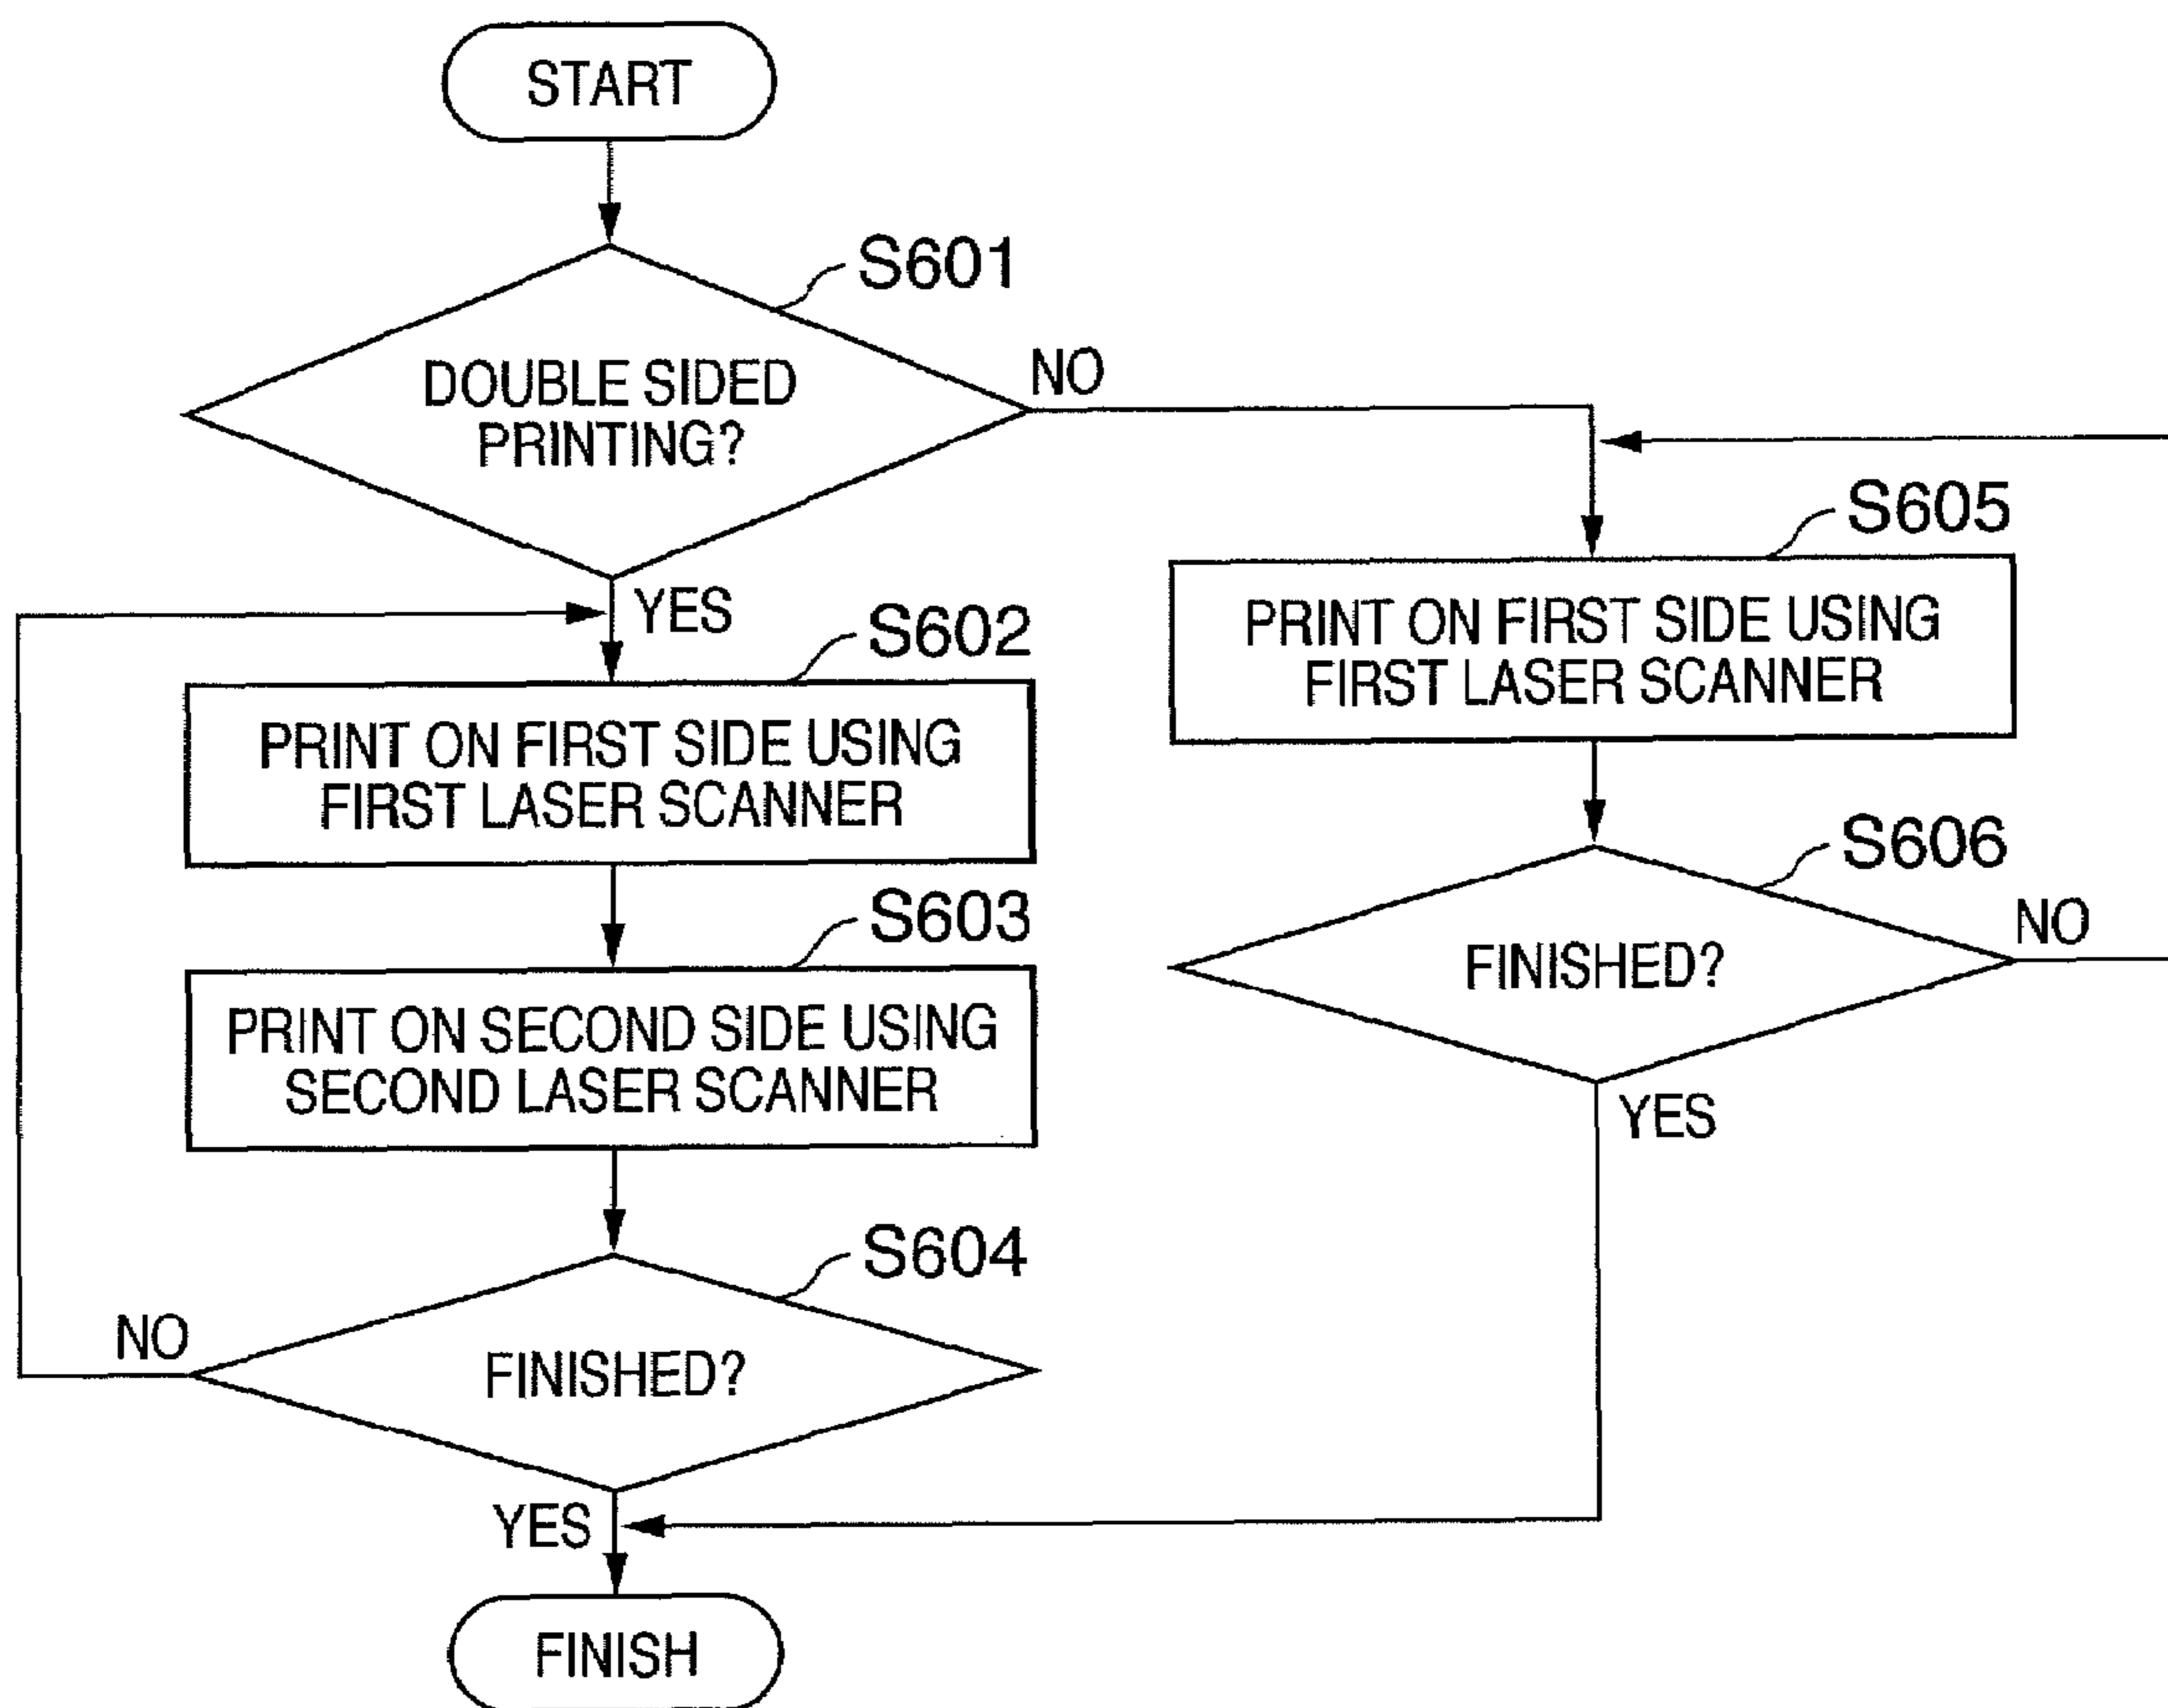 START
S601
DOUBLE SIDED
PRINTING?
NO
YES
S602
PRINT ON FIRST SIDE USING
FIRST LASER SCANNER
S603
PRINT ON SECOND SIDE USING
SECOND LASER SCANNER
S604
NO
FINISHED?
YES
FINISH
S605
PRINT ON FIRST SIDE USING
FIRST LASER SCANNER
S606
NO
FINISHED?
YES